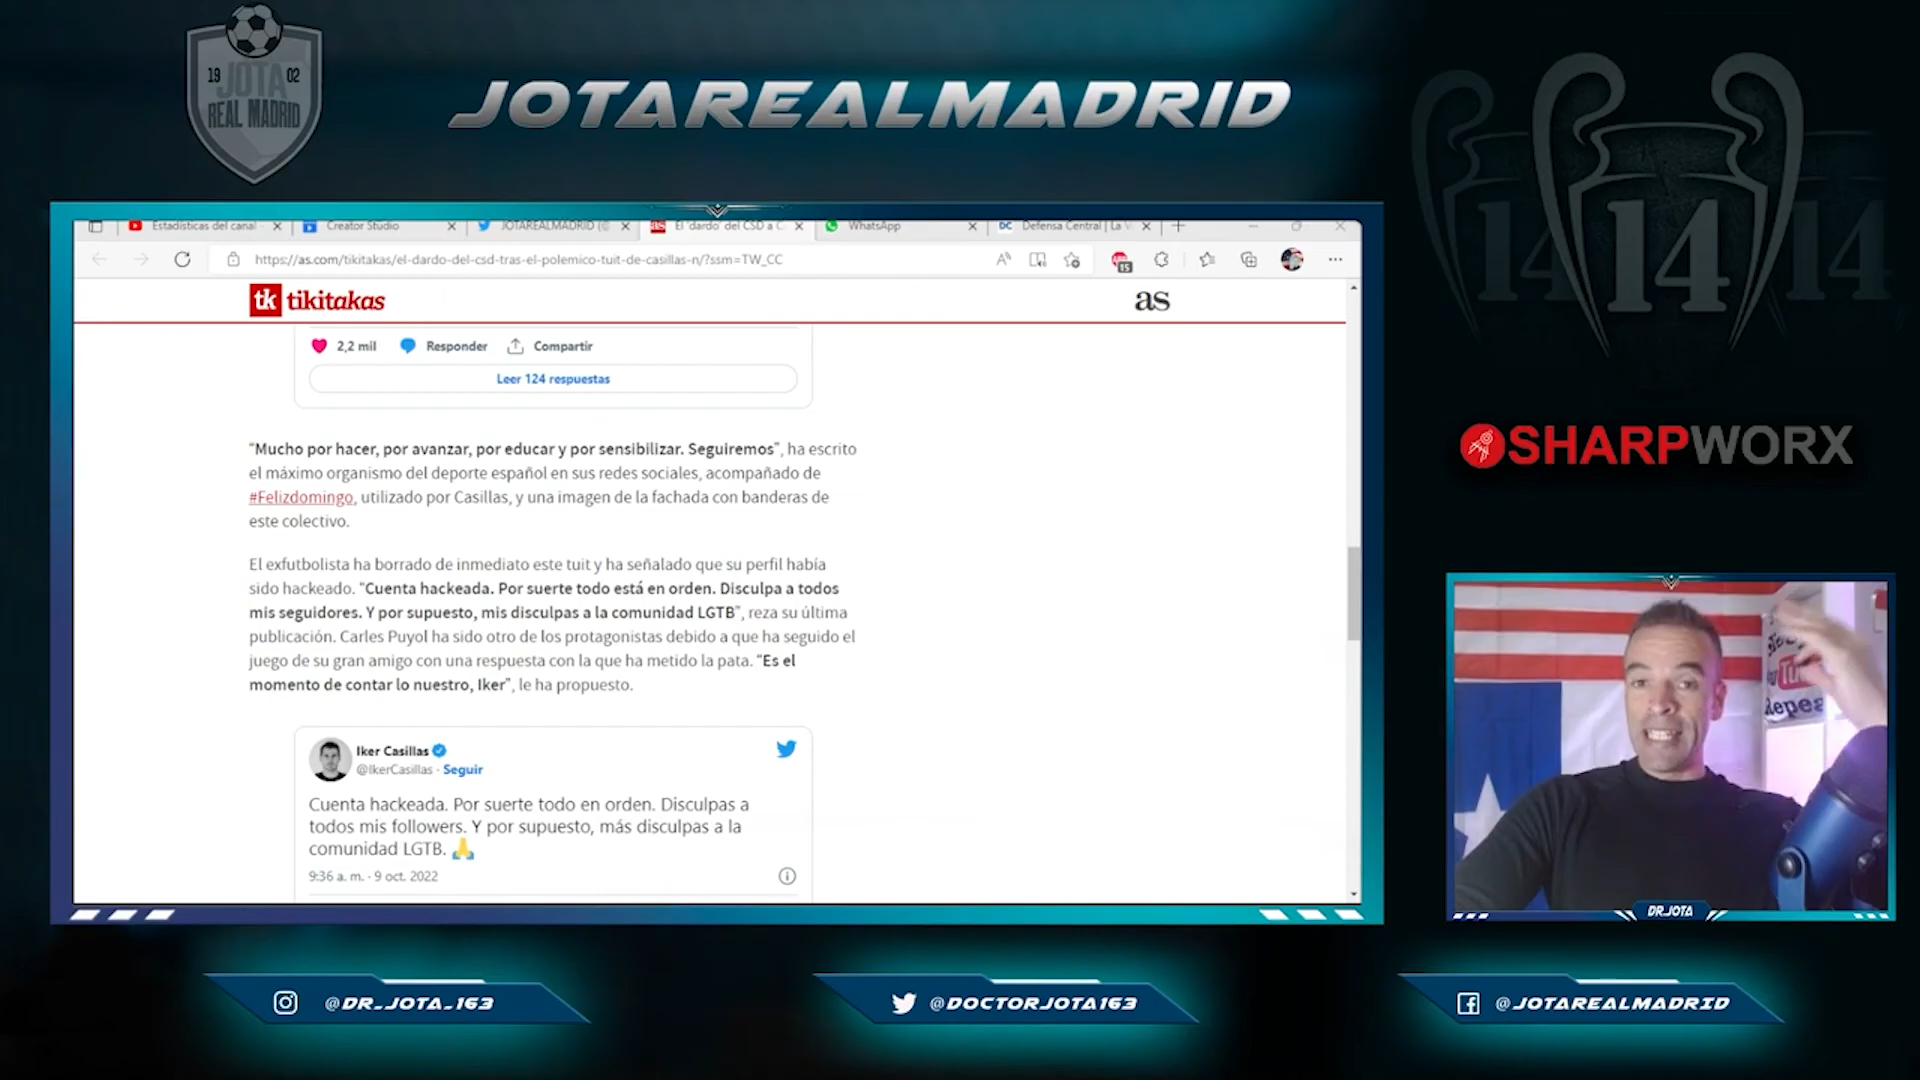 19 02
JOTA
REAL MADRID
JOTAREALMADRID
14 14 14
Estadísticas del canal
Creator Studio
JOTAREALMADRID (@
El 'dardo' del CSD a C
WhatsApp
DC Defensa Central | La V
https://as.com/tikitakas/el-dardo-del-csd-tras-el-polemico-tuit-de-casillas-n/?ssm=TW_CC
15
tk tikitakas
as
2,2 mil Responder Compartir
Leer 124 respuestas
"Mucho por hacer, por avanzar, por educar y por sensibilizar. Seguiremos", ha escrito
el máximo organismo del deporte español en sus redes sociales, acompañado de
#Felizdomingo, utilizado por Casillas, y una imagen de la fachada con banderas de
este colectivo.
El exfutbolista ha borrado de inmediato este tuit y ha señalado que su perfil había
sido hackeado. "Cuenta hackeada. Por suerte todo está en orden. Disculpa a todos
mis seguidores. Y por supuesto, mis disculpas a la comunidad LGTB", reza su última
publicación. Carles Puyol ha sido otro de los protagonistas debido a que ha seguido el
juego de su gran amigo con una respuesta con la que ha metido la pata. "Es el
momento de contar lo nuestro, Iker", le ha propuesto.
Iker Casillas
@IkerCasillas · Seguir
Cuenta hackeada. Por suerte todo en orden. Disculpas a
todos mis followers. Y por supuesto, más disculpas a la
comunidad LGTB. 🙏
9:36 a. m. · 9 oct. 2022
SHARPWORX
Repea
DR.JOTA
@DR_JOTA_163
@DOCTORJOTA163
@JOTAREALMADRID